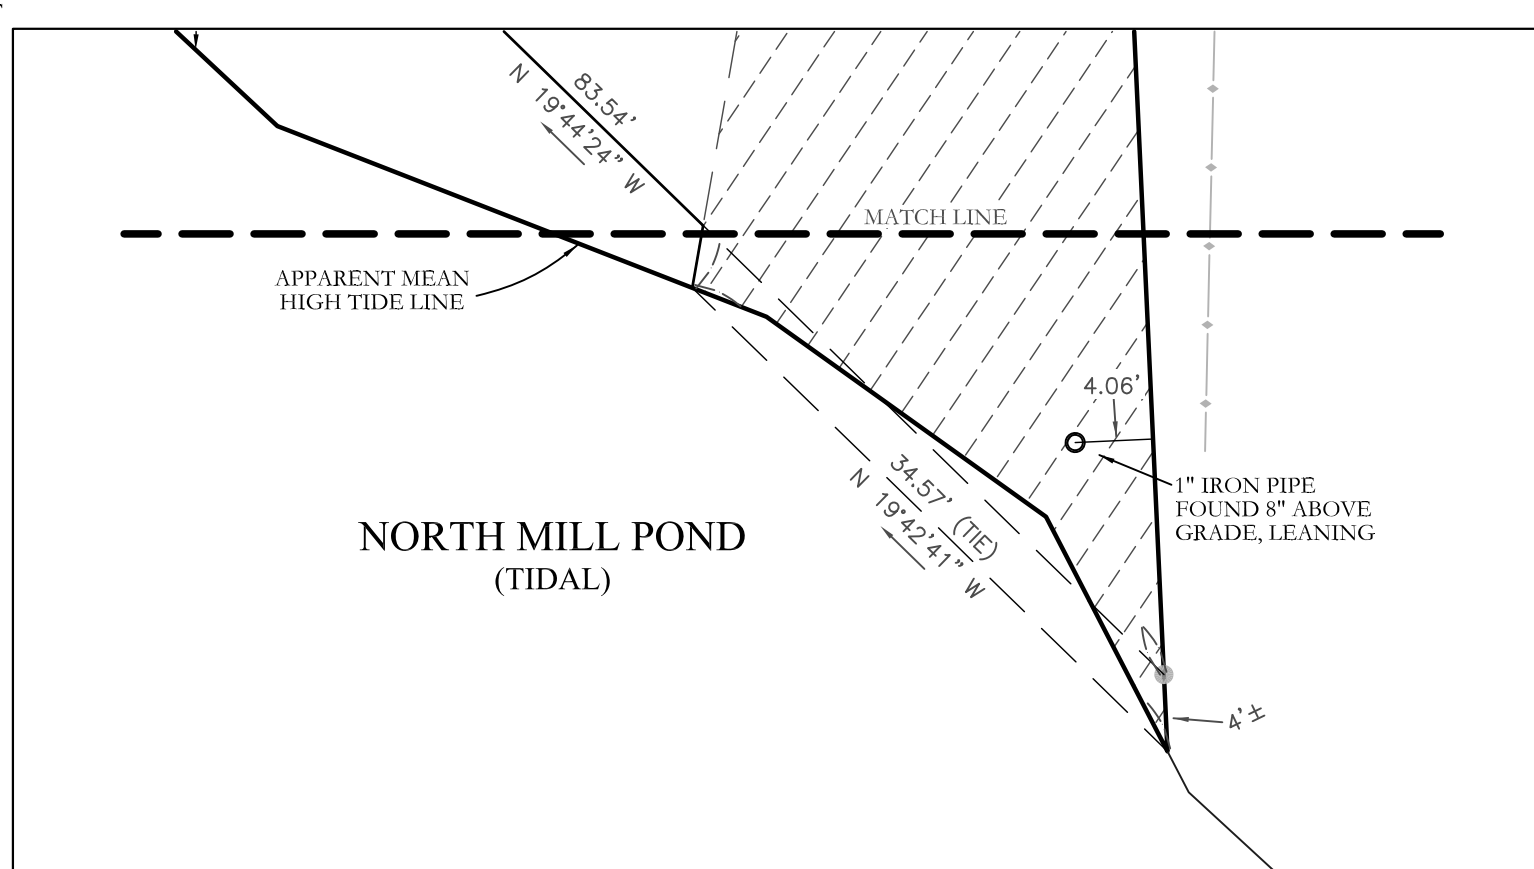 83.54'
N 19°44'24" W
MATCH LINE
APPARENT MEAN
HIGH TIDE LINE
4.06'
34.57' (TIE)
N 19°42'41" W
1" IRON PIPE
FOUND 8" ABOVE
GRADE, LEANING
NORTH MILL POND
(TIDAL)
4'±